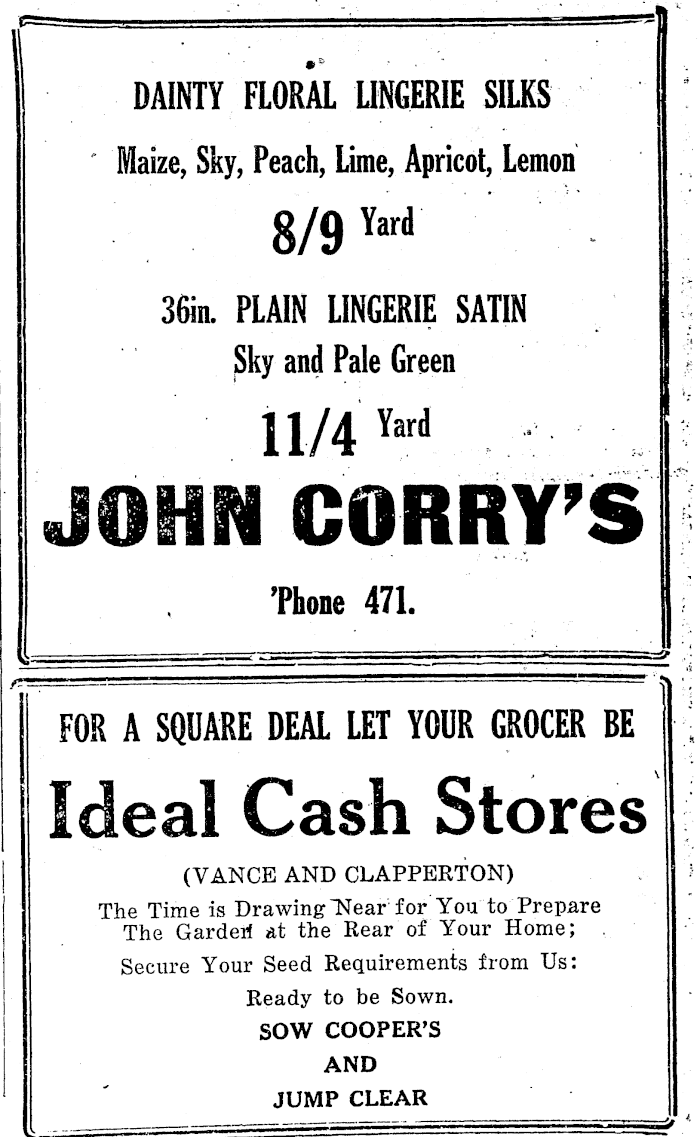 DAINTY FLORAL LINGERIE SILKS
Maize, Sky, Peach, Lime, Apricot, Lemon
8/9 Yard
36in. PLAIN LINGERIE SATIN
Sky and Pale Green
11/4 Yard
JOHN CORRY'S
'Phone 471.
FOR A SQUARE DEAL LET YOUR GROCER BE
Ideal Cash Stores
(VANCE AND CLAPPERTON)
The Time is Drawing Near for You to Prepare
The Garden at the Rear of Your Home;
Secure Your Seed Requirements from Us:
Ready to be Sown.
SOW COOPER'S
AND
JUMP CLEAR